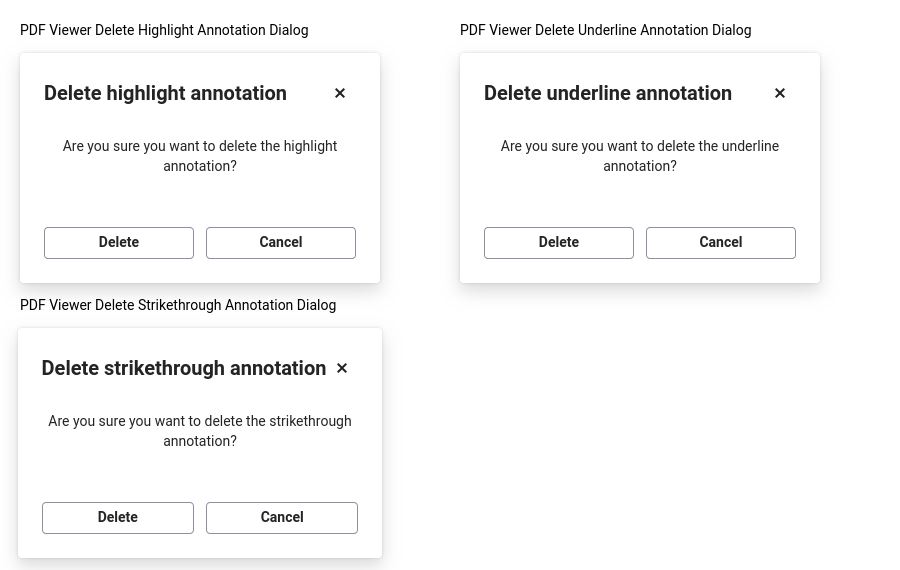 PDF Viewer Delete Highlight Annotation Dialog
Delete highlight annotation ×
Are you sure you want to delete the highlight
annotation?
Delete Cancel
PDF Viewer Delete Underline Annotation Dialog
Delete underline annotation ×
Are you sure you want to delete the underline
annotation?
Delete Cancel
PDF Viewer Delete Strikethrough Annotation Dialog
Delete strikethrough annotation ×
Are you sure you want to delete the strikethrough
annotation?
Delete Cancel